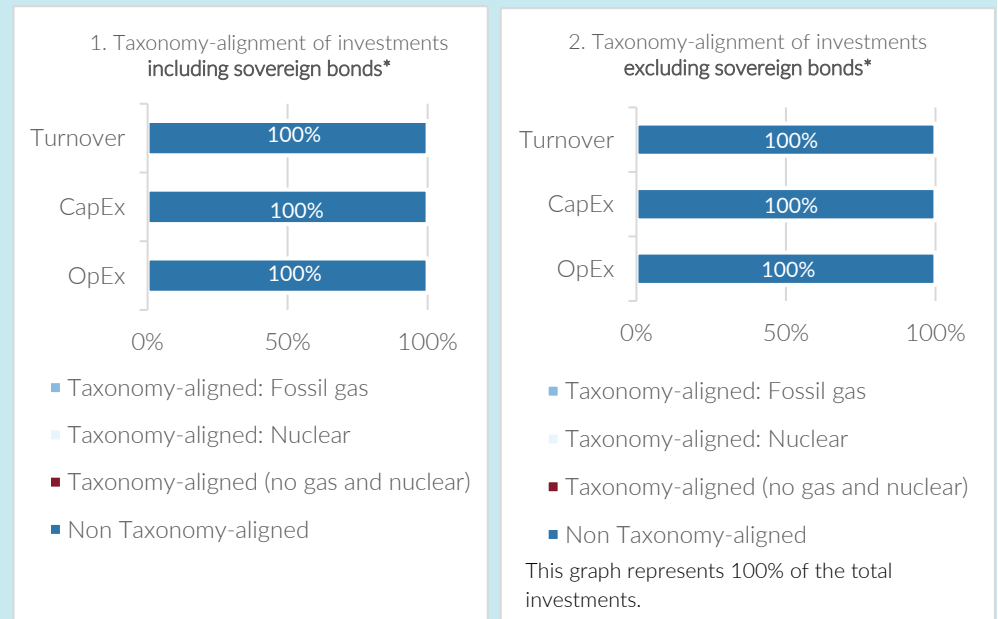 1. Taxonomy-alignment of investments
including sovereign bonds*
Turnover
100%
CapEx
100%
OpEx
100%
0%
50%
100%
Taxonomy-aligned: Fossil gas
Taxonomy-aligned: Nuclear
Taxonomy-aligned (no gas and nuclear)
Non Taxonomy-aligned
2. Taxonomy-alignment of investments
excluding sovereign bonds*
Turnover
100%
CapEx
100%
OpEx
100%
0%
50%
100%
Taxonomy-aligned: Fossil gas
Taxonomy-aligned: Nuclear
Taxonomy-aligned (no gas and nuclear)
Non Taxonomy-aligned
This graph represents 100% of the total
investments.